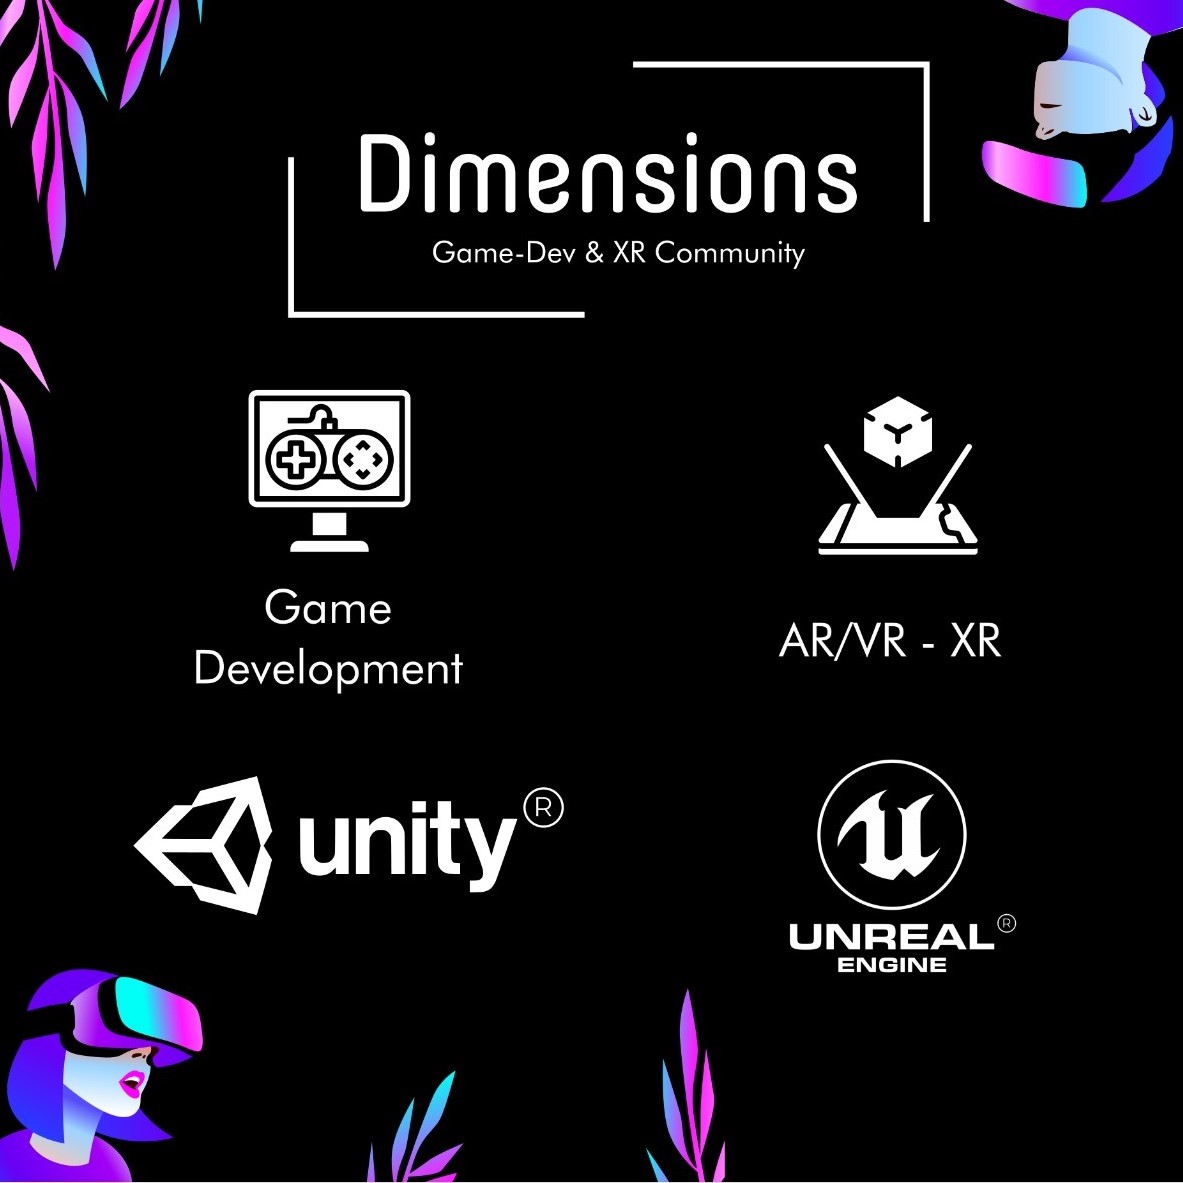 Dimensions
Game-Dev & XR Community
Game
Development
AR/VR - XR
unity®
UNREAL®
ENGINE